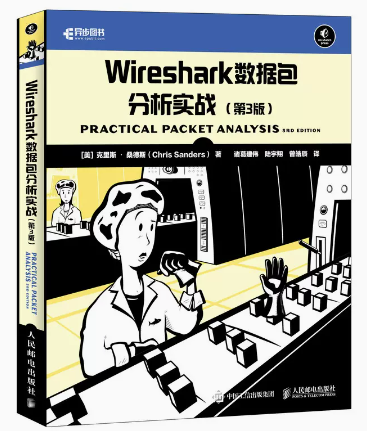 异步图书
Wireshark数据包
分析实战（第3版）
PRACTICAL PACKET ANALYSIS 3RD EDITION
[美] 克里斯·桑德斯（Chris Sanders） 著
诸葛建伟 陆宇翔 曾皓辰 译
Wireshark数据包分析实战（第3版）
PRACTICAL PACKET ANALYSIS 3RD EDITION
人民邮电出版社
中国工信出版集团
人民邮电出版社